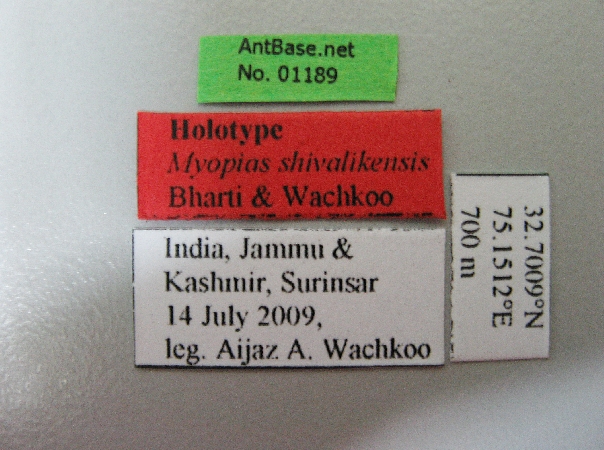 AntBase.net
No. 01189
Holotype
Myopias shivalikensis
Bharti & Wachkoo
India, Jammu &
Kashmir, Surinsar
14 July 2009,
leg. Aijaz A. Wachkoo
32.7009°N
75.1512°E
700 m